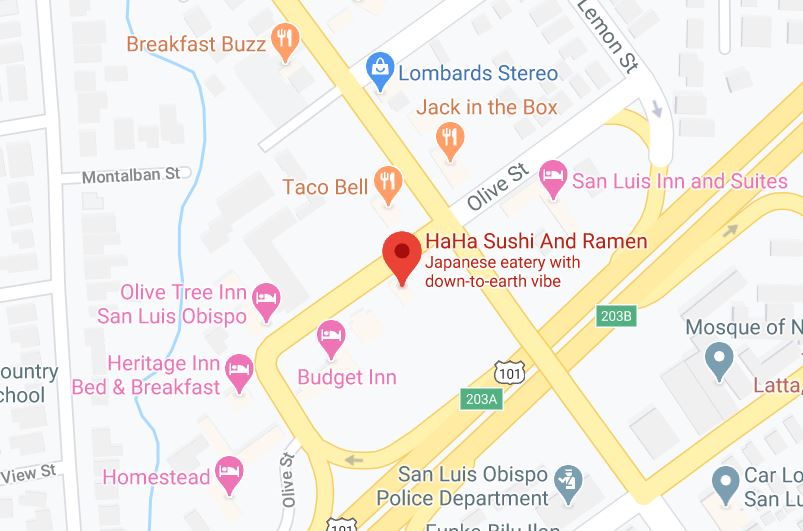 Lemon St
Breakfast Buzz
Lombards Stereo
Jack in the Box
Montalban St
Taco Bell
Olive St
San Luis Inn and Suites
HaHa Sushi And Ramen
Japanese eatery with
down-to-earth vibe
Olive Tree Inn
San Luis Obispo
203B
Mosque of N
Heritage Inn
Bed & Breakfast
Budget Inn
101
203A
ountry
chool
Latta,
View St
Homestead
Olive St
San Luis Obispo
Police Department
Car Lo
San Lu
101